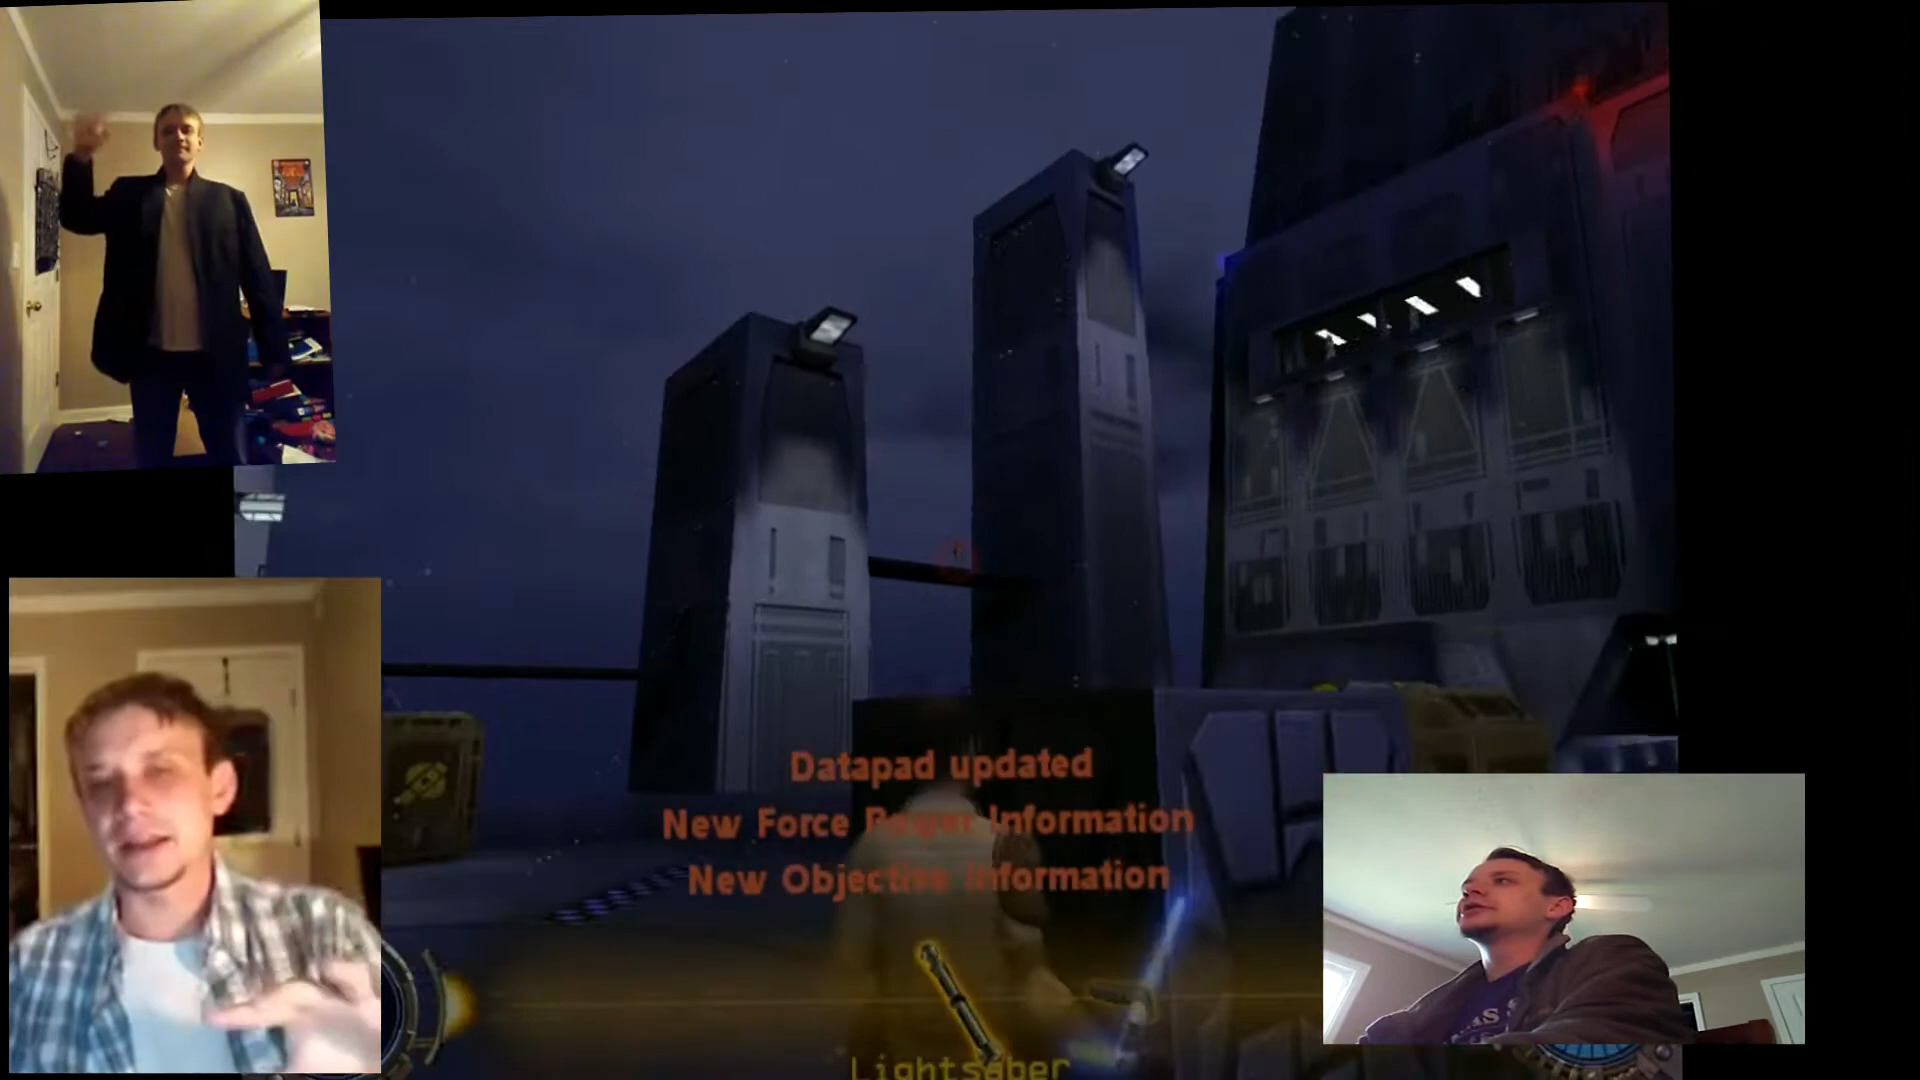 Datapad updated
New Force Power Information
New Objective Information
Lightsaber